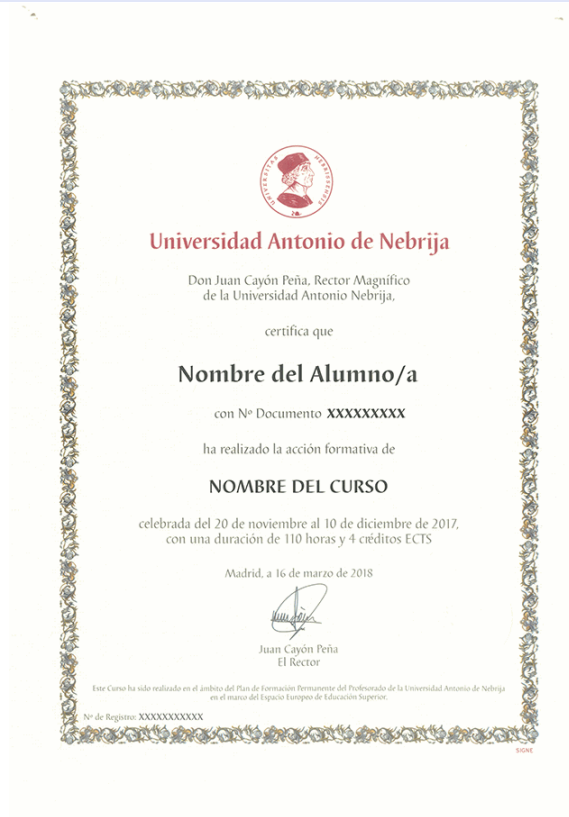 UNIVERSITAS NEBRISSENSIS
Universidad Antonio de Nebrija
Don Juan Cayón Peña, Rector Magnífico
de la Universidad Antonio Nebrija,
certifica que
Nombre del Alumno/a
con Nº Documento XXXXXXXXX
ha realizado la acción formativa de
NOMBRE DEL CURSO
celebrada del 20 de noviembre al 10 de diciembre de 2017,
con una duración de 110 horas y 4 créditos ECTS
Madrid, a 16 de marzo de 2018
Juan Cayón Peña
El Rector
Este Curso ha sido realizado en el ámbito del Plan de Formación Permanente del Profesorado de la Universidad Antonio de Nebrija
en el marco del Espacio Europeo de Educación Superior.
Nº de Registro: XXXXXXXXXXX
SIGNE